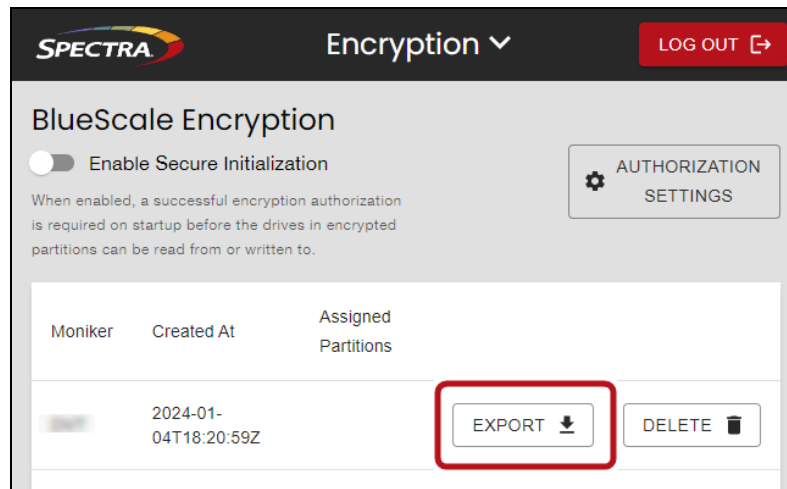 SPECTRA
Encryption
LOG OUT
BlueScale Encryption
Enable Secure Initialization
AUTHORIZATION
SETTINGS
When enabled, a successful encryption authorization
is required on startup before the drives in encrypted
partitions can be read from or written to.
Moniker
Created At
Assigned
Partitions
2024-01-
04T18:20:59Z
EXPORT
DELETE